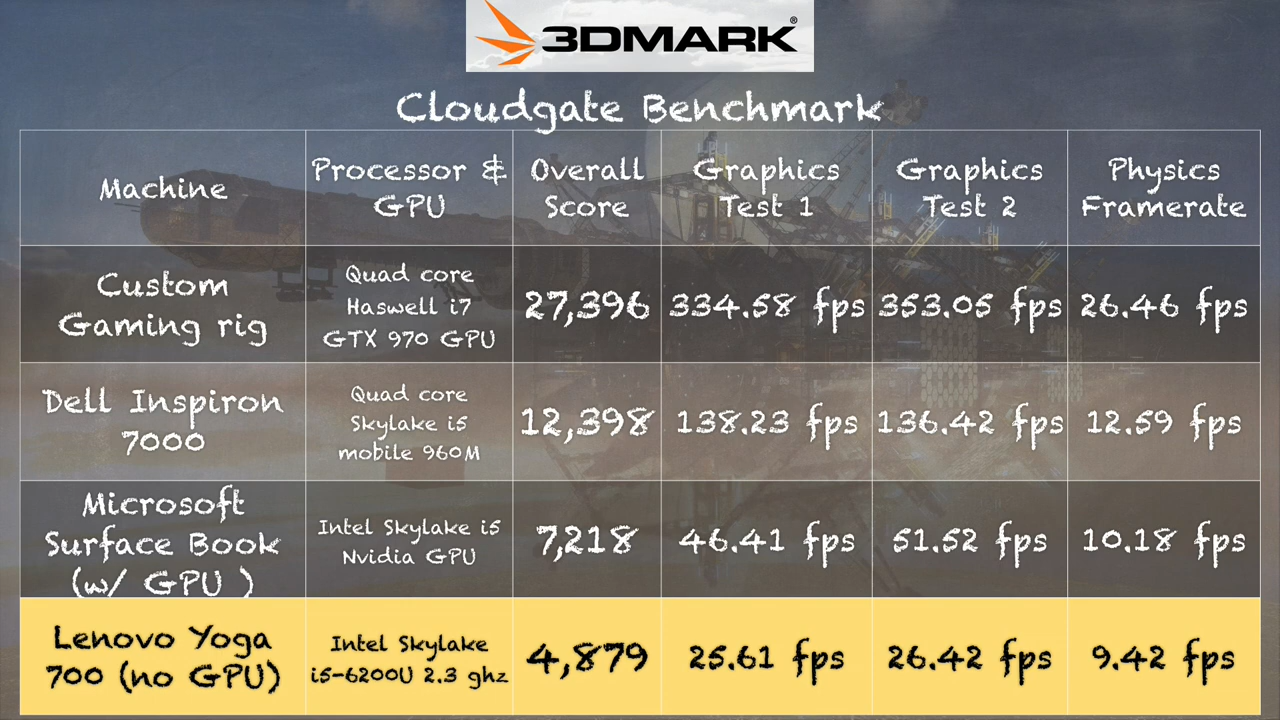 3DMARK®
Cloudgate Benchmark
Machine
Processor &
GPU
Overall
Score
Graphics
Test 1
Graphics
Test 2
Physics
Framerate
Custom
Gaming rig
Quad core
Haswell i7
GTX 970 GPU
27,396
334.58 fps
353.05 fps
26.46 fps
Dell Inspiron
7000
Quad core
Skylake i5
mobile 960M
12,398
138.23 fps
136.42 fps
12.59 fps
Microsoft
Surface Book
(w/ GPU )
Intel Skylake i5
Nvidia GPU
7,218
46.41 fps
51.52 fps
10.18 fps
Lenovo Yoga
700 (no GPU)
Intel Skylake
i5-6200U 2.3 ghz
4,879
25.61 fps
26.42 fps
9.42 fps